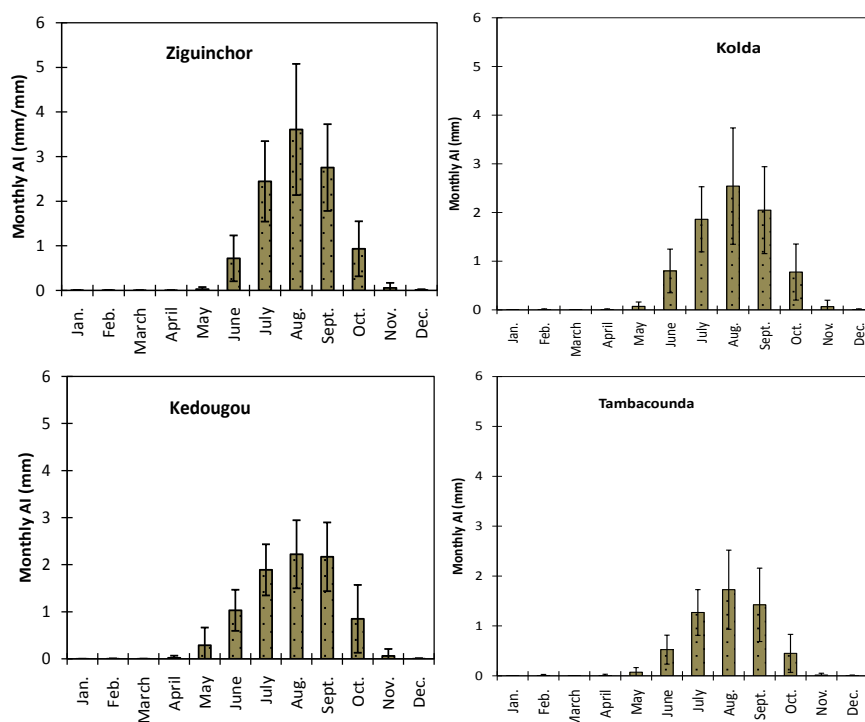 Ziguinchor
Monthly AI (mm/mm)
6
5
4
3
2
1
0
Jan.
Feb.
March
April
May
June
July
Aug.
Sept.
Oct.
Nov.
Dec.
Kolda
Monthly AI (mm)
6
5
4
3
2
1
0
Jan.
Feb.
March
April
May
June
July
Aug.
Sept.
Oct.
Nov.
Dec.
Kedougou
Monthly AI (mm)
6
5
4
3
2
1
0
Jan.
Feb.
March
April
May
June
July
Aug.
Sept.
Oct.
Nov.
Dec.
Tambacounda
Monthly AI (mm)
6
5
4
3
2
1
0
Jan.
Feb.
March
April
May
June
July
Aug.
Sept.
Oct.
Nov.
Dec.